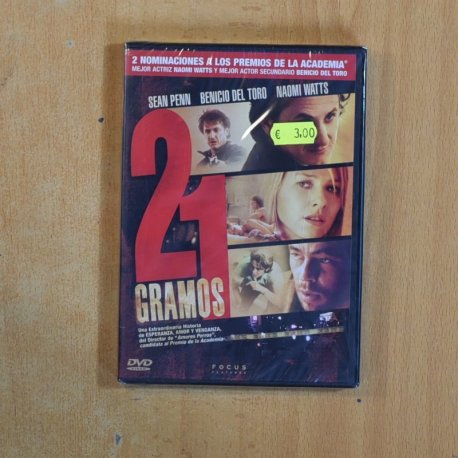 2 NOMINACIONES A LOS PREMIOS DE LA ACADEMIA®
MEJOR ACTRIZ NAOMI WATTS Y MEJOR ACTOR SECUNDARIO BENICIO DEL TORO
SEAN PENN BENICIO DEL TORO NAOMI WATTS
€ 3,00
21
GRAMOS
Una Extraordinaria Historia
de ESPERANZA, AMOR Y VENGANZA,
del Director de "Amores Perros",
candidata al Premio de la Academia.
DVD
VIDEO
FOCUS
FEATURES